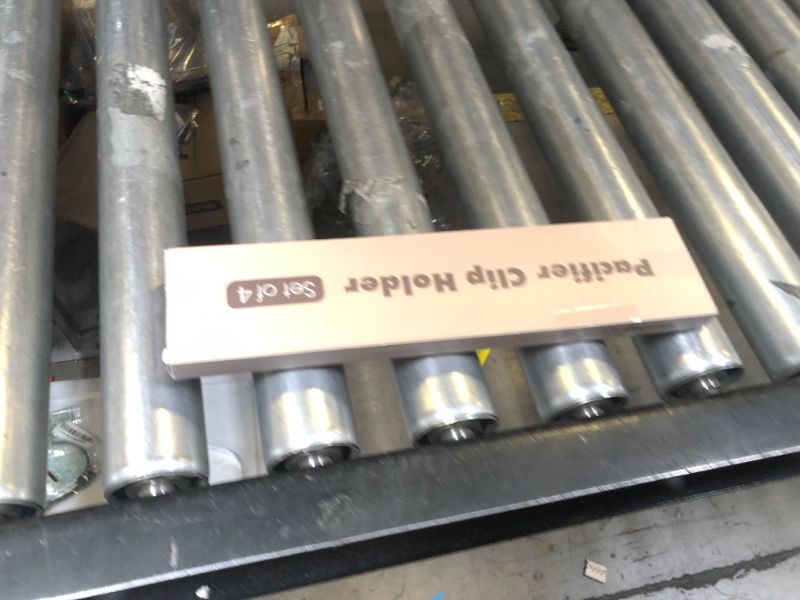 Pacifier Clip Holder
Set of 4